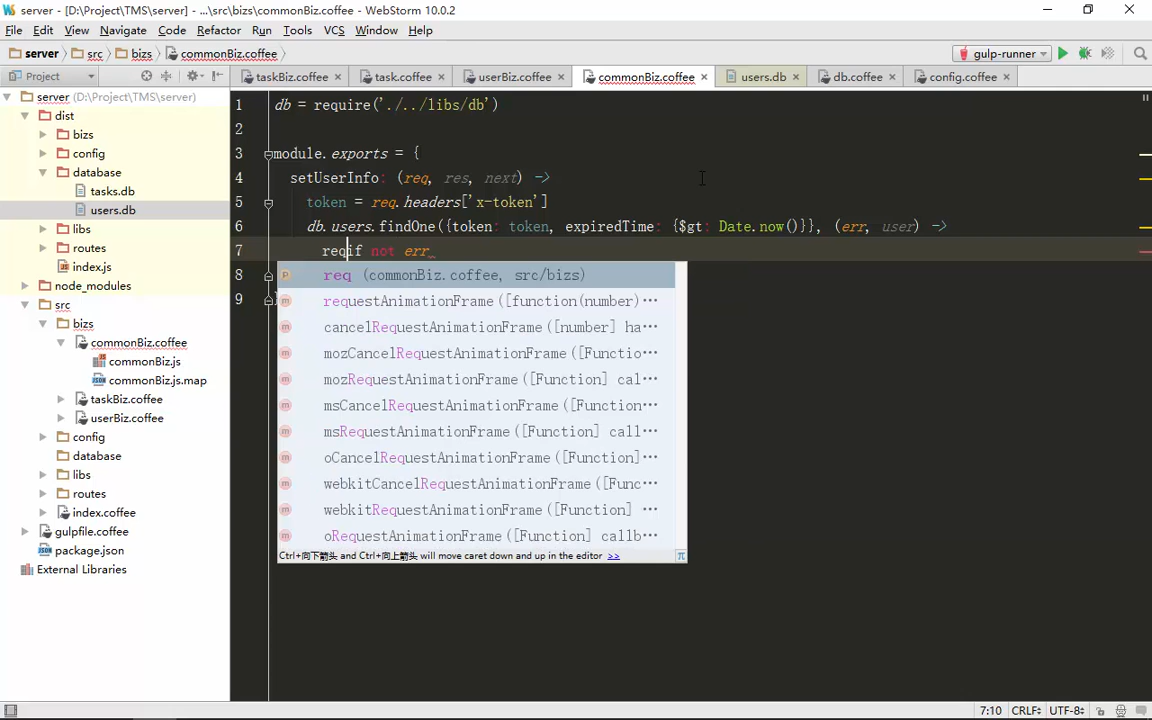 server - [D:\Project\TMS\server] - ...\src\bizs\commonBiz.coffee - WebStorm 10.0.2
File Edit View Navigate Code Refactor Run Tools VCS Window Help
server src bizs commonBiz.coffee gulp-runner
Project taskBiz.coffee task.coffee userBiz.coffee commonBiz.coffee users.db db.coffee config.coffee
server (D:\Project\TMS\server)
dist
bizs
config
database
tasks.db
users.db
libs
routes
index.js
node_modules
src
bizs
commonBiz.coffee
commonBiz.js
commonBiz.js.map
taskBiz.coffee
userBiz.coffee
config
database
libs
routes
index.coffee
gulpfile.coffee
package.json
External Libraries
1 db = require('./../libs/db')
2
3 module.exports = {
4 setUserInfo: (req, res, next) ->
5 token = req.headers['x-token']
6 db.users.findOne({token: token, expiredTime: {$gt: Date.now()}}, (err, user) ->
7 reqif not err
8
9
req (commonBiz.coffee, src/bizs)
requestAnimationFrame([function(number)···
cancelRequestAnimationFrame([number] ha···
mozCancelRequestAnimationFrame([Functio···
mozRequestAnimationFrame([Function] cal···
msCancelRequestAnimationFrame([Function···
msRequestAnimationFrame([Function] call···
oCancelRequestAnimationFrame([Function]···
webkitCancelRequestAnimationFrame([Func···
webkitRequestAnimationFrame([Function] ···
oRequestAnimationFrame([Function] callb···
Ctrl+向下箭头 and Ctrl+向上箭头 will move caret down and up in the editor >> π
7:10 CRLF UTF-8